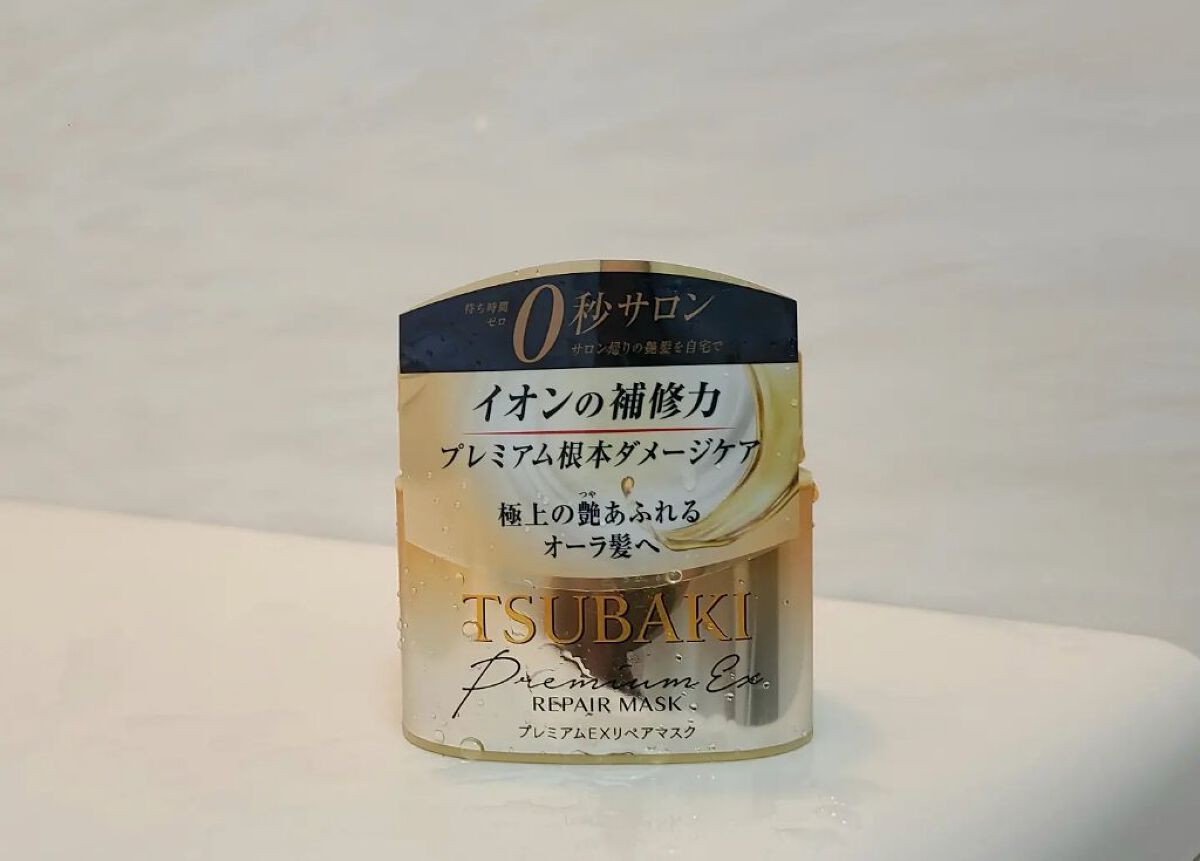 待ち時間
ゼロ
0秒サロン
サロン帰りの艶髪を自宅で
イオンの補修力
プレミアム根本ダメージケア
つや
極上の艶あふれる
オーラ髪へ
TSUBAKI
Premium Ex
REPAIR MASK
プレミアムEXリペアマスク